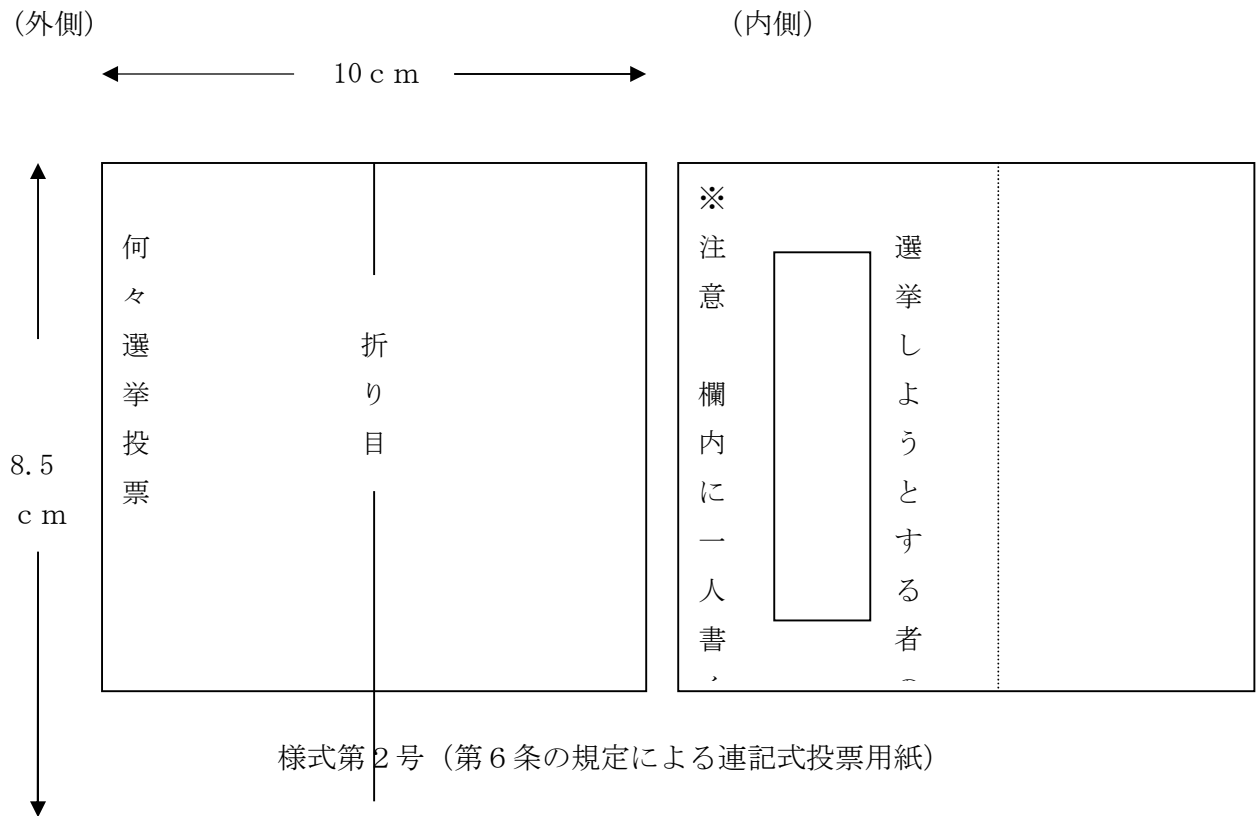 (外側)
(内側)
10ｃｍ
8.5
ｃｍ
何々選挙投票
折り目
選挙しようとする者
※注意　欄内に一人書
様式第２号（第６条の規定による連記式投票用紙）